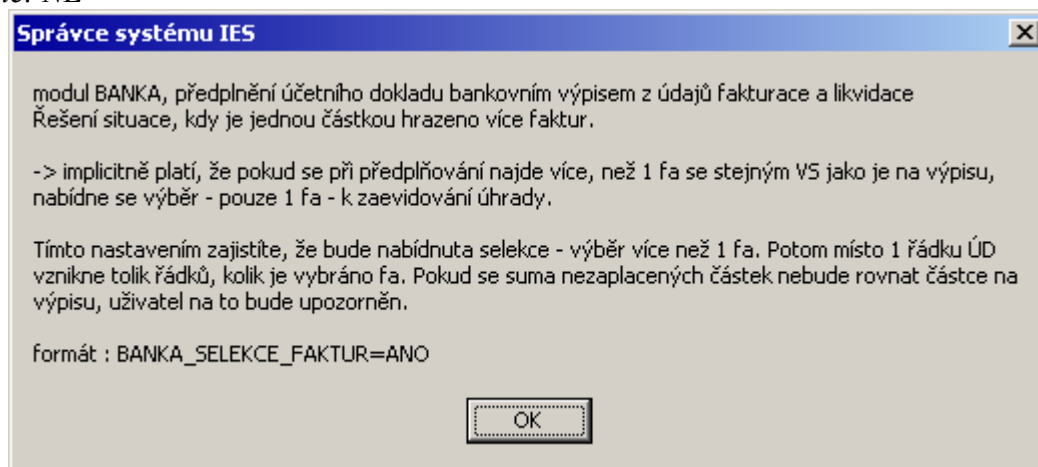 NE
Správce systému IES
modul BANKA, předplnění účetního dokladu bankovním výpisem z údajů fakturace a likvidace
Řešení situace, kdy je jednou částkou hrazeno více faktur.
-> implicitně platí, že pokud se při předplňování najde více, než 1 fa se stejným VS jako je na výpisu,
nabídne se výběr - pouze 1 fa - k zaevidování úhrady.
Tímto nastavením zajistíte, že bude nabídnuta selekce - výběr více než 1 fa. Potom místo 1 řádku ÚD
vznikne tolik řádků, kolik je vybráno fa. Pokud se suma nezaplacených částek nebude rovnat částce na
výpisu, uživatel na to bude upozorněn.
formát : BANKA_SELEKCE_FAKTUR=ANO
OK